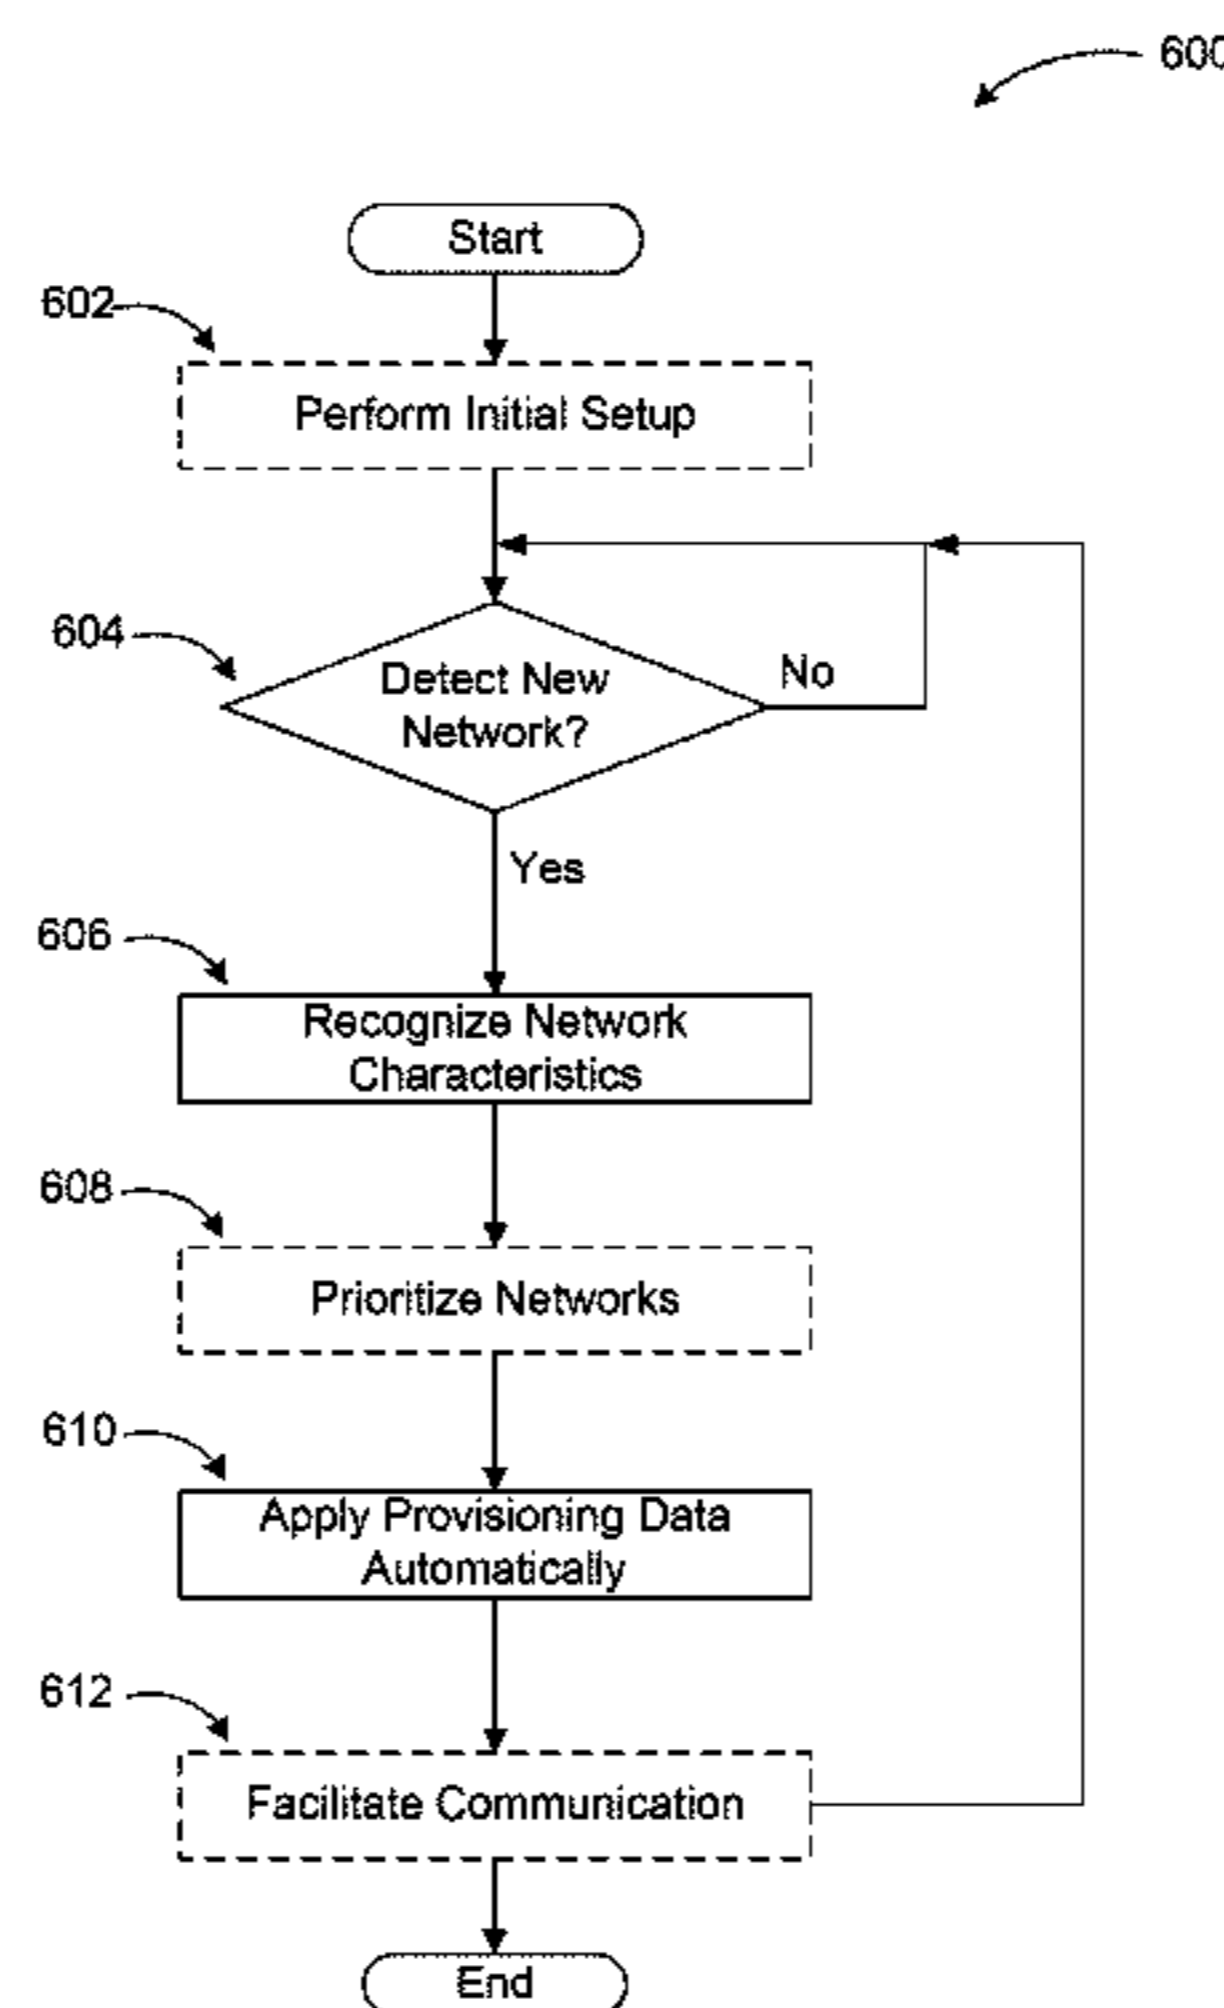 600
Start
602
Perform Initial Setup
604
Detect New
Network?
No
Yes
606
Recognize Network
Characteristics
608
Prioritize Networks
610
Apply Provisioning Data
Automatically
612
Facilitate Communication
End